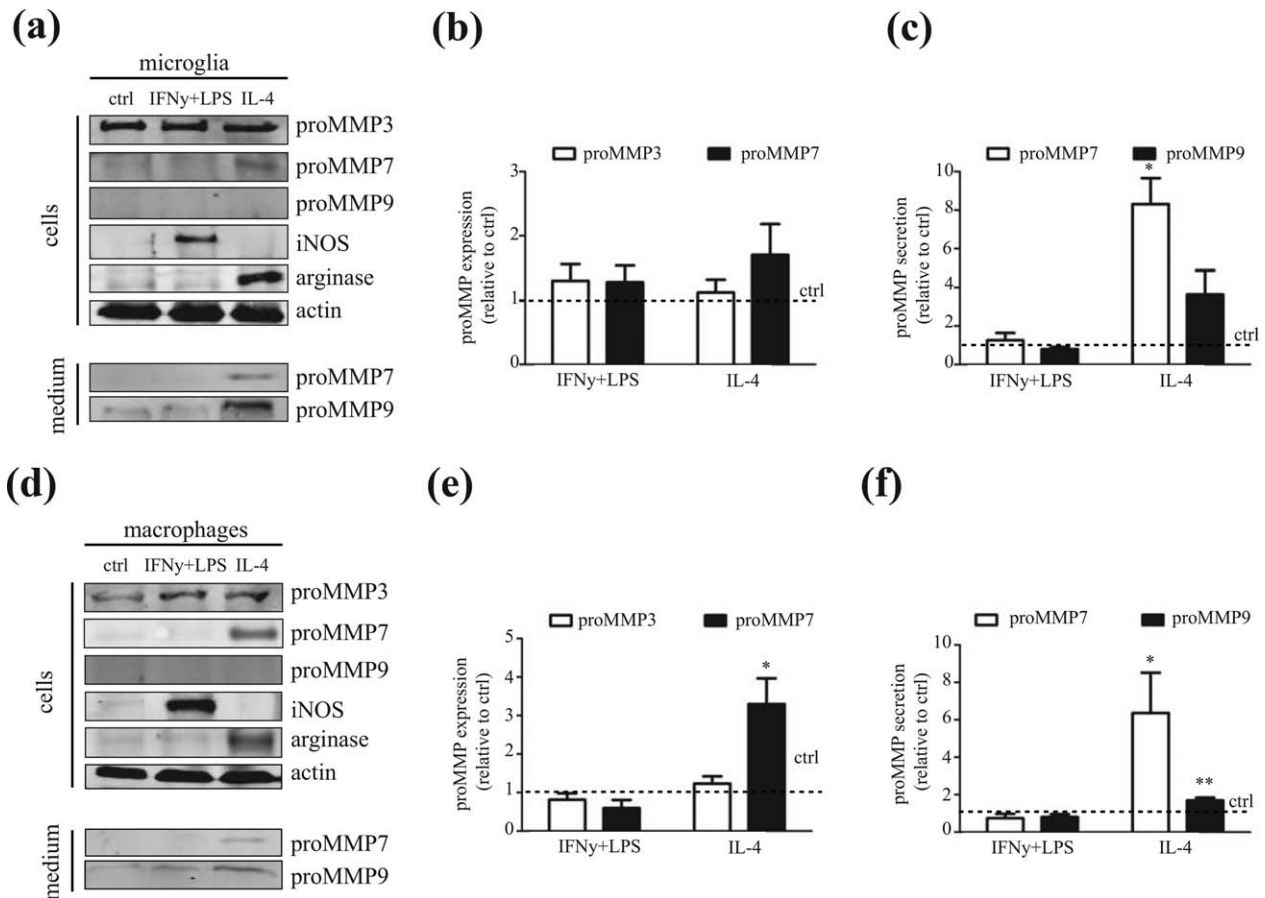 (a)
microglia
ctrl IFNy+LPS IL-4
cells
proMMP3
proMMP7
proMMP9
iNOS
arginase
actin
medium
proMMP7
proMMP9
(b)
proMMP3 proMMP7
proMMP expression
(relative to ctrl)
3
2
1
0
ctrl
IFNy+LPS IL-4
(c)
proMMP7 proMMP9
proMMP secretion
(relative to ctrl)
10
8
6
4
2
0
*
ctrl
IFNy+LPS IL-4
(d)
macrophages
ctrl IFNy+LPS IL-4
cells
proMMP3
proMMP7
proMMP9
iNOS
arginase
actin
medium
proMMP7
proMMP9
(e)
proMMP3 proMMP7
proMMP expression
(relative to ctrl)
5
4
3
2
1
0
*
ctrl
IFNy+LPS IL-4
(f)
proMMP7 proMMP9
proMMP secretion
(relative to ctrl)
10
8
6
4
2
0
*
**
ctrl
IFNy+LPS IL-4